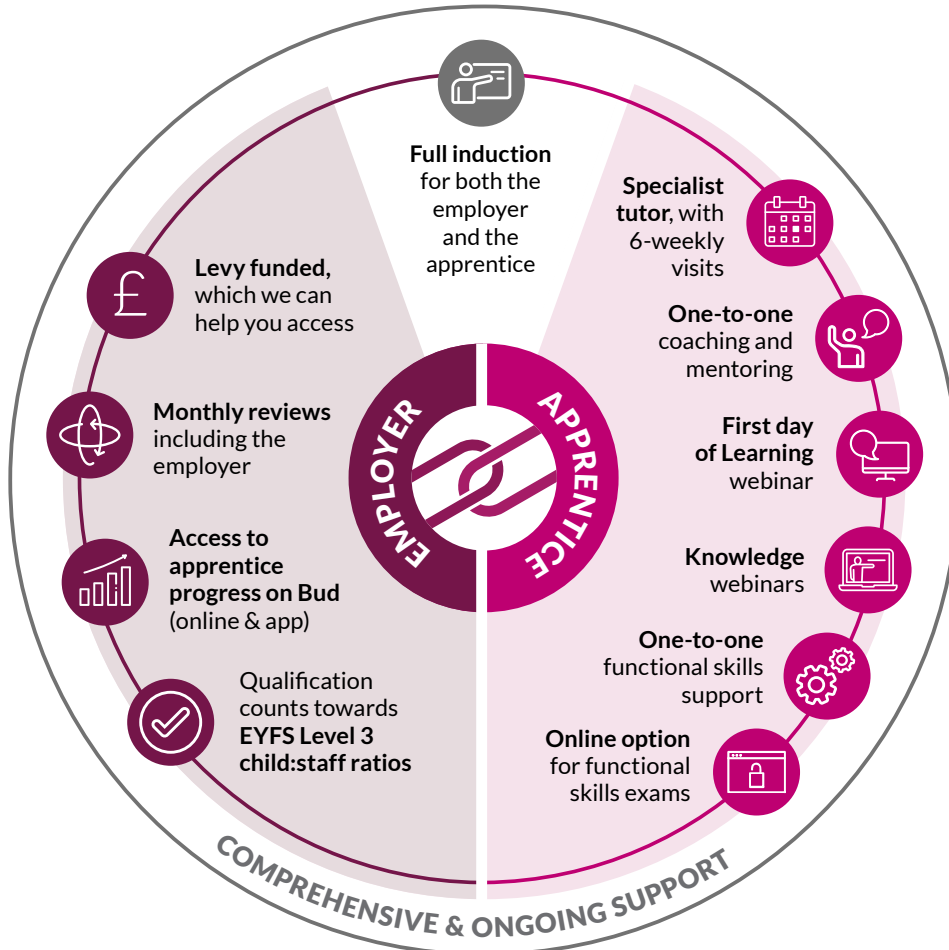 Full induction
for both the
employer
and the
apprentice
Levy funded,
which we can
help you access
Monthly reviews
including the
employer
Access to
apprentice
progress on Bud
(online & app)
Qualification
counts towards
EYFS Level 3
child:staff ratios
EMPLOYER
APPRENTICE
Specialist
tutor, with
6-weekly
visits
One-to-one
coaching and
mentoring
First day
of Learning
webinar
Knowledge
webinars
One-to-one
functional skills
support
Online option
for functional
skills exams
COMPREHENSIVE & ONGOING SUPPORT